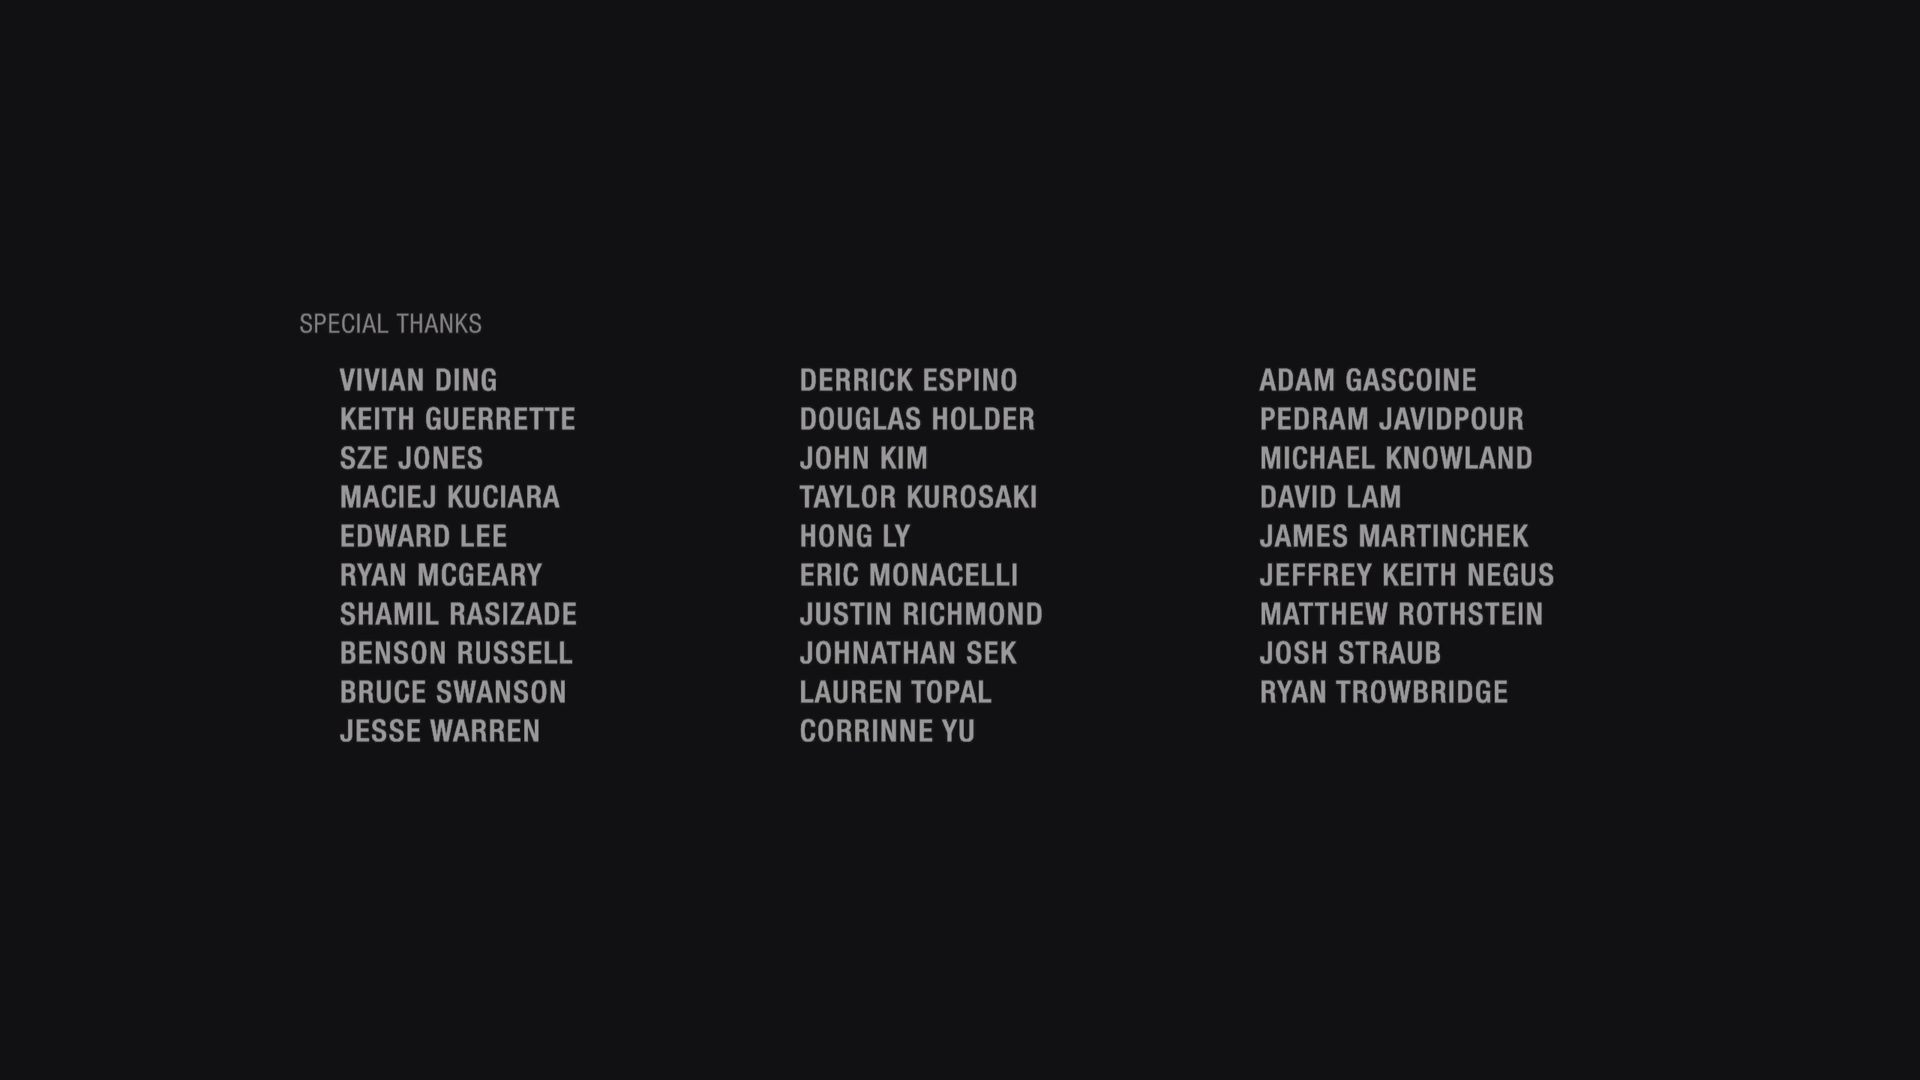 SPECIAL THANKS
VIVIAN DING
KEITH GUERRETTE
SZE JONES
MACIEJ KUCIARA
EDWARD LEE
RYAN MCGEARY
SHAMIL RASIZADE
BENSON RUSSELL
BRUCE SWANSON
JESSE WARREN
DERRICK ESPINO
DOUGLAS HOLDER
JOHN KIM
TAYLOR KUROSAKI
HONG LY
ERIC MONACELLI
JUSTIN RICHMOND
JOHNATHAN SEK
LAUREN TOPAL
CORRINNE YU
ADAM GASCOINE
PEDRAM JAVIDPOUR
MICHAEL KNOWLAND
DAVID LAM
JAMES MARTINCHEK
JEFFREY KEITH NEGUS
MATTHEW ROTHSTEIN
JOSH STRAUB
RYAN TROWBRIDGE